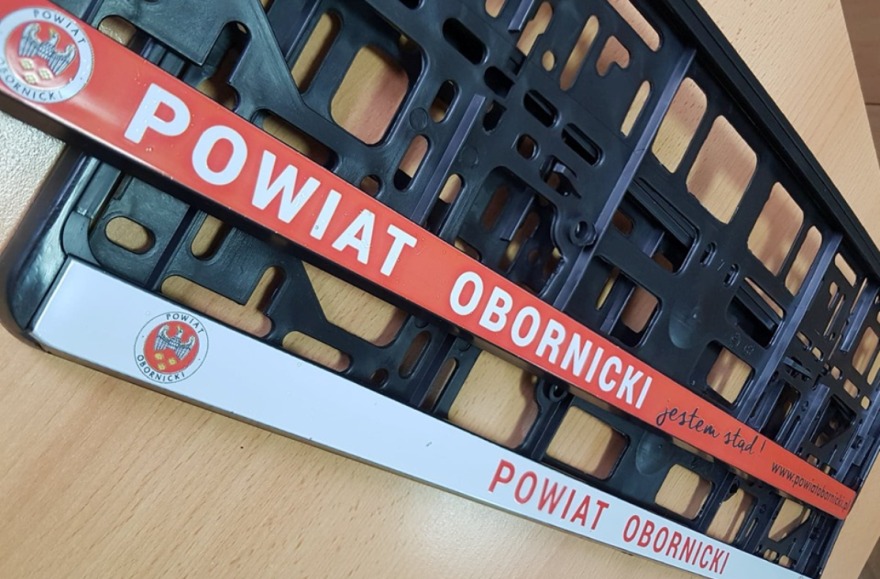 POWIAT
OBORNICKI
POWIAT OBORNICKI jestem stąd! www.powiatobornicki.pl
POWIAT
OBORNICKI
POWIAT OBORNICKI